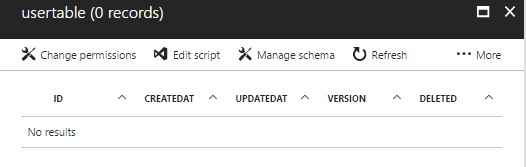 usertable (0 records)
Change permissions Edit script Manage schema Refresh ··· More
ID CREATEDAT UPDATEDAT VERSION DELETED
No results